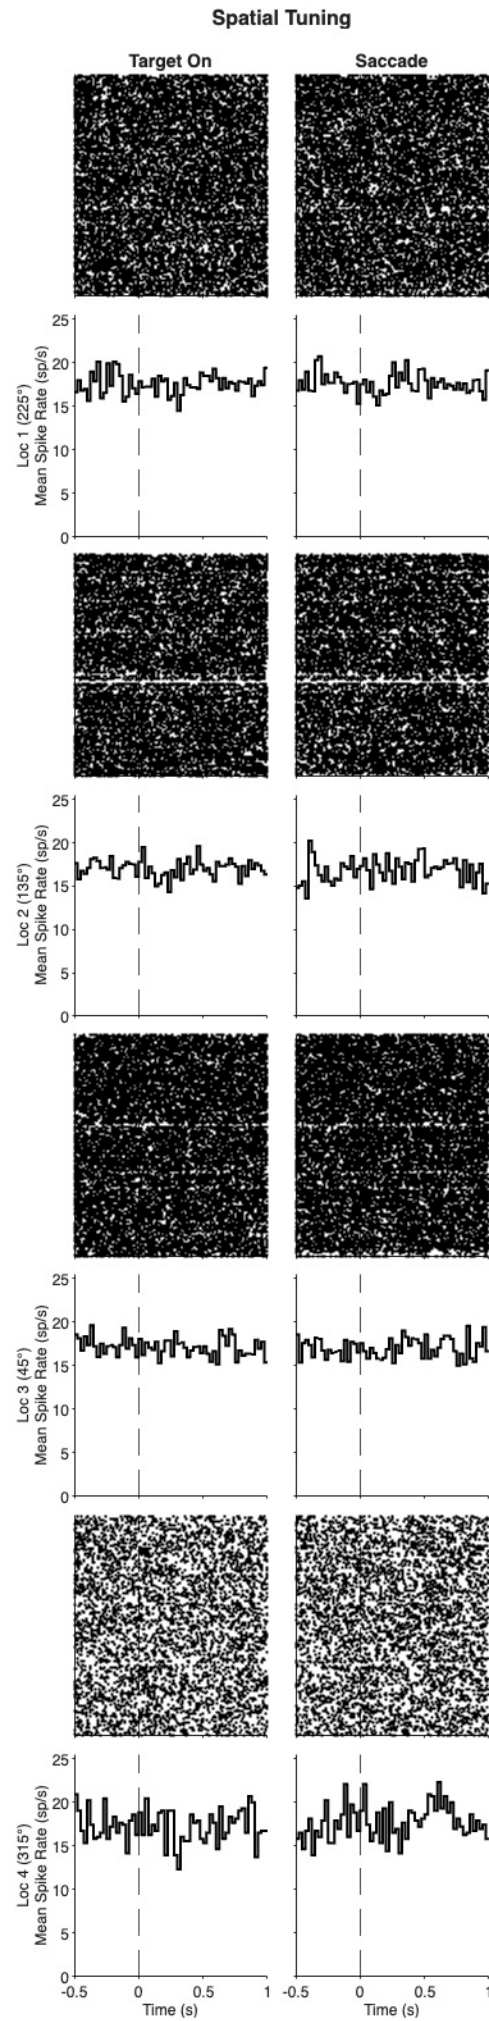 Spatial Tuning
Target On
Saccade
25
20
15
10
5
0
Loc 1 (225°)
Mean Spike Rate (sp/s)
25
20
15
10
5
0
Loc 2 (135°)
Mean Spike Rate (sp/s)
25
20
15
10
5
0
Loc 3 (45°)
Mean Spike Rate (sp/s)
25
20
15
10
5
0
Loc 4 (315°)
Mean Spike Rate (sp/s)
-0.5 0 0.5 1
-0.5 0 0.5 1
Time (s)
Time (s)